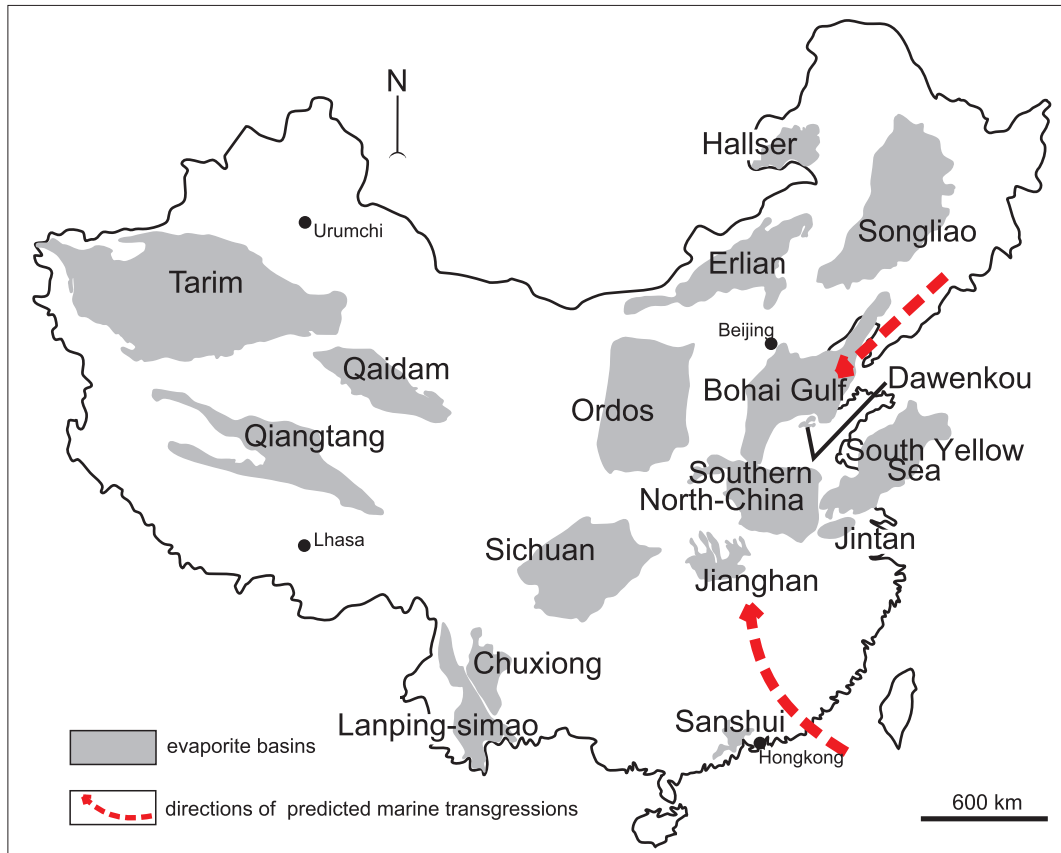 N
Hallser
Urumchi
Songliao
Erlian
Tarim
Beijing
Qaidam
Bohai Gulf
Dawenkou
Ordos
Qiangtang
South Yellow
Sea
Southern
North-China
Lhasa
Sichuan
Jintan
Jianghan
Chuxiong
Lanping-simao
Sanshui
Hongkong
evaporite basins
directions of predicted marine transgressions
600 km